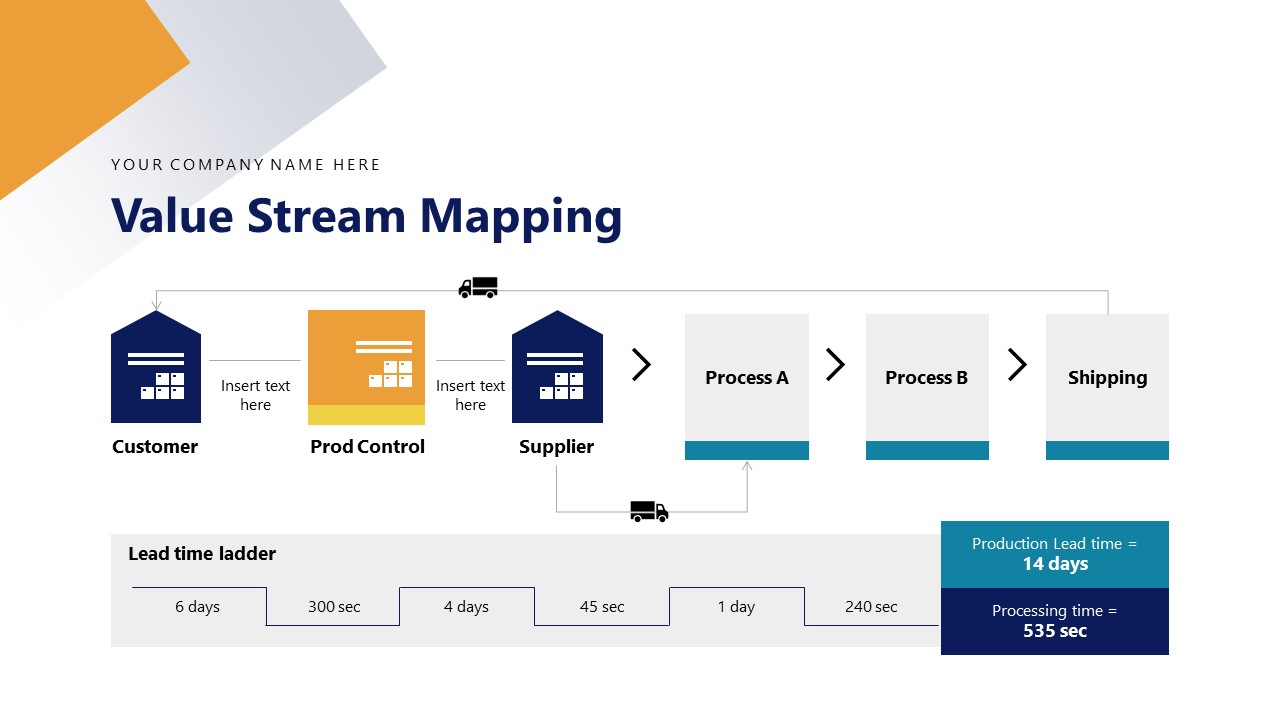 YOUR COMPANY NAME HERE
Value Stream Mapping
Insert text
here
Insert text
here
Customer
Prod Control
Supplier
Process A
Process B
Shipping
Lead time ladder
6 days
300 sec
4 days
45 sec
1 day
240 sec
Production Lead time =
14 days
Processing time =
535 sec